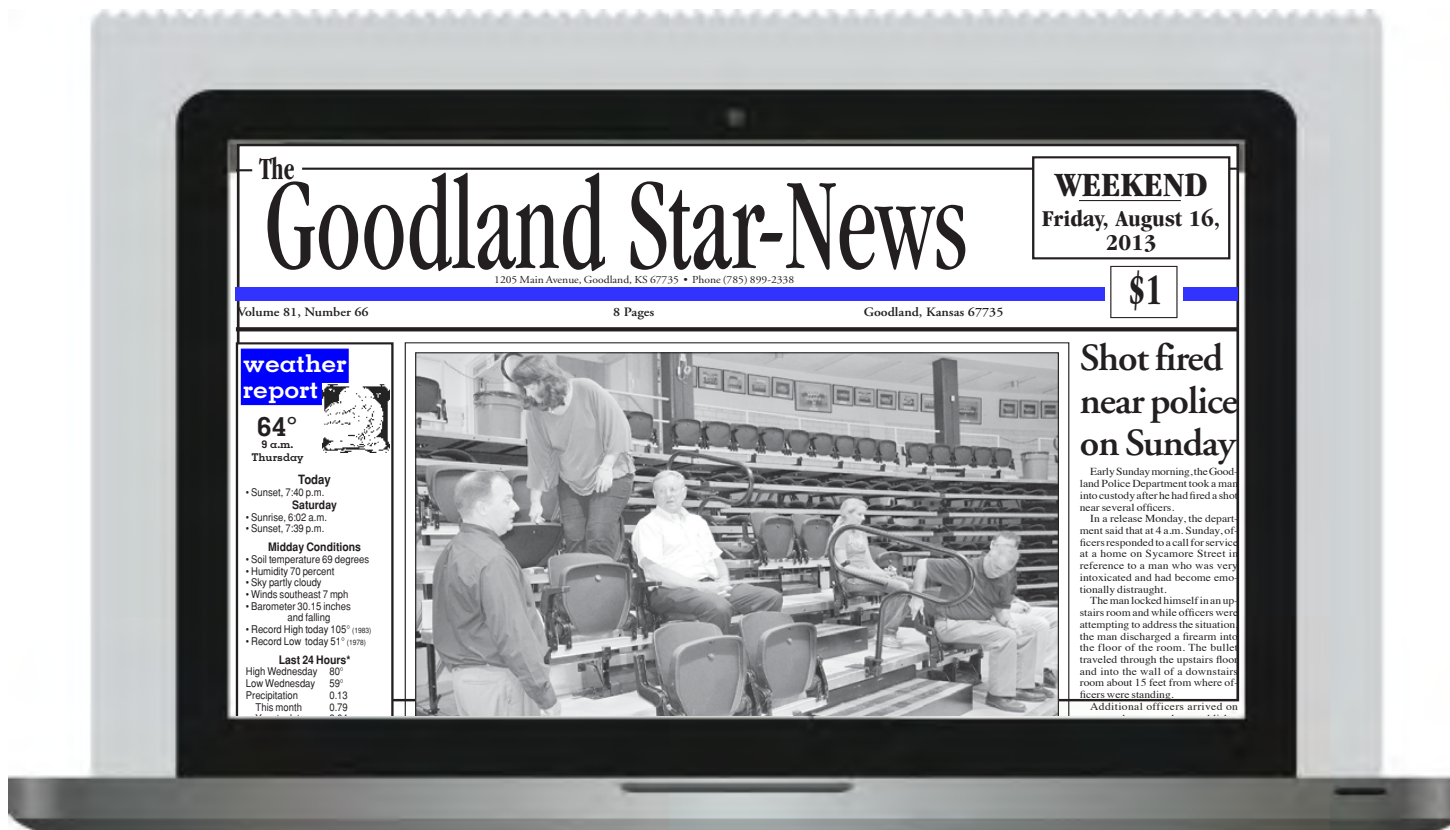 The
Goodland Star-News
WEEKEND
Friday, August 16,
2013
1205 Main Avenue, Goodland, KS 67735 • Phone (785) 899-2338
$1
Volume 81, Number 66
8 Pages
Goodland, Kansas 67735
weather
report
64°
9 a.m.
Thursday
Today
• Sunset, 7:40 p.m.
Saturday
• Sunrise, 6:02 a.m.
• Sunset, 7:39 p.m.
Midday Conditions
• Soil temperature 69 degrees
• Humidity 70 percent
• Sky partly cloudy
• Winds southeast 7 mph
• Barometer 30.15 inches
and falling
• Record High today 105° (1983)
• Record Low today 51° (1978)
Last 24 Hours*
High Wednesday 80°
Low Wednesday 59°
Precipitation 0.13
This month 0.79
Shot fired
near police
on Sunday
Early Sunday morning, the Good-
land Police Department took a man
into custody after he had fired a shot
near several officers.
In a release Monday, the depart-
ment said that at 4 a.m. Sunday, of-
ficers responded to a call for service
at a home on Sycamore Street in
reference to a man who was very
intoxicated and had become emo-
tionally distraught.
The man locked himself in an up-
stairs room and while officers were
attempting to address the situation,
the man discharged a firearm into
the floor of the room. The bullet
traveled through the upstairs floor
and into the wall of a downstairs
room about 15 feet from where of-
ficers were standing.
Additional officers arrived on